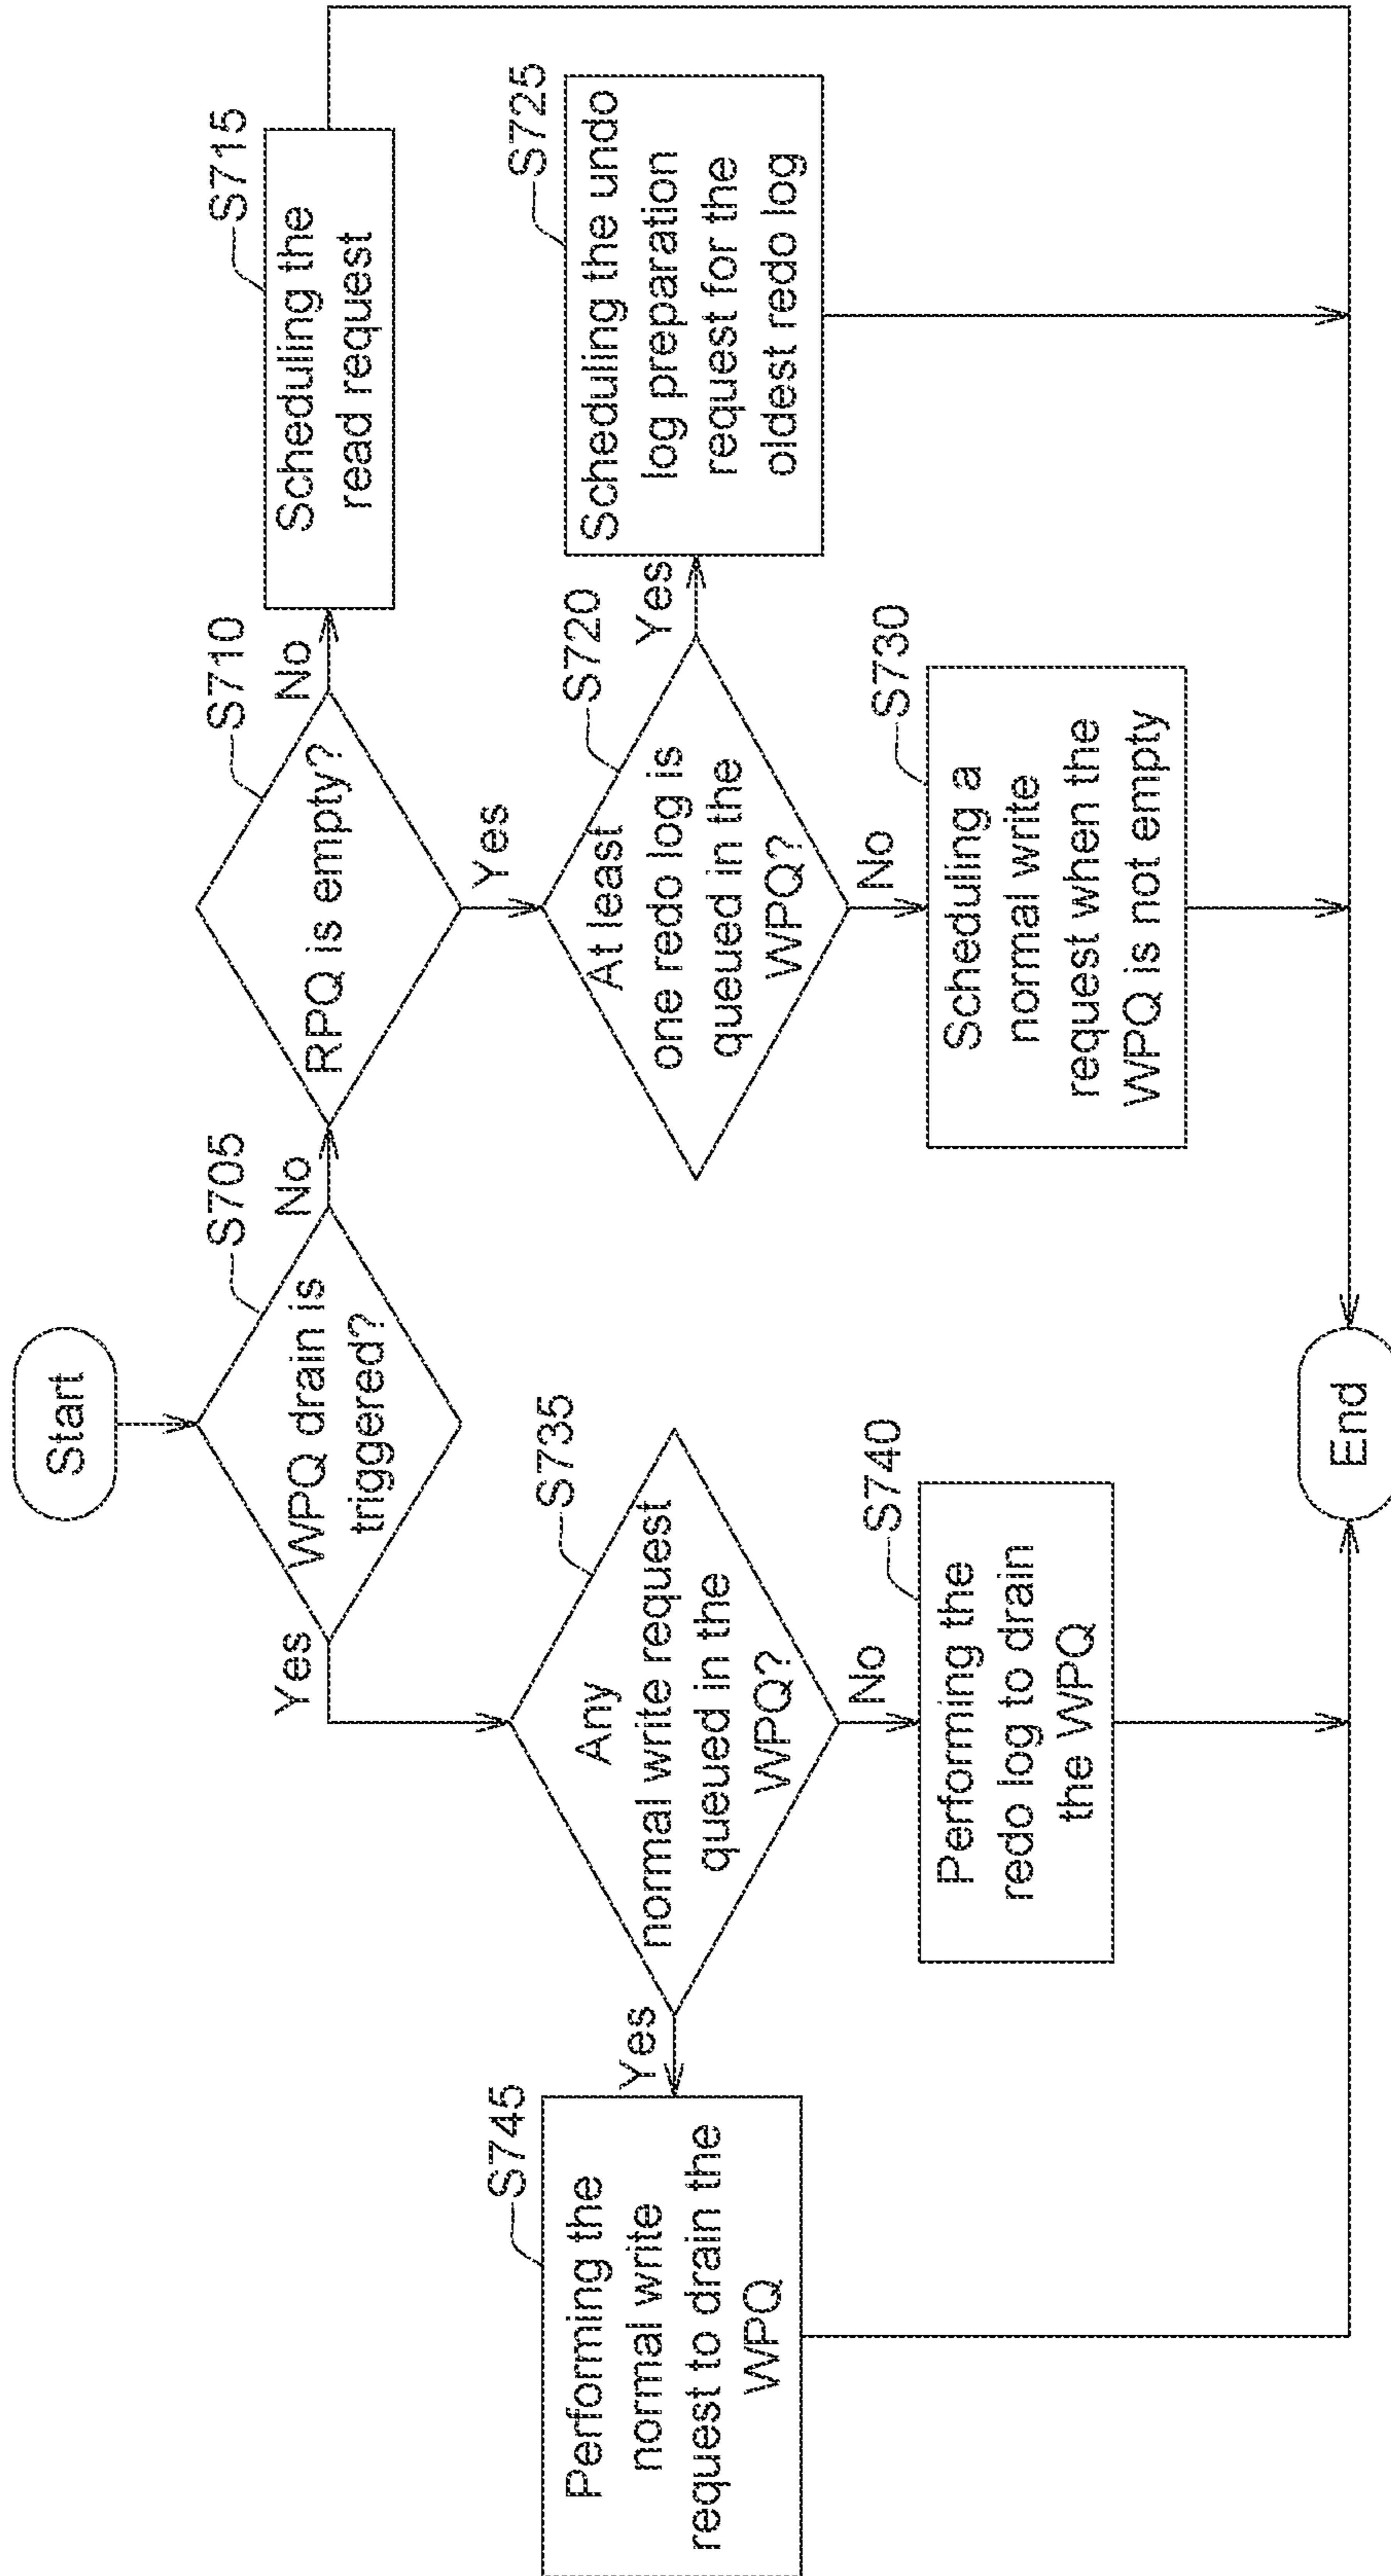 Start
S705
WPQ drain is
triggered?
Yes
No
S710
RPQ is empty?
No
Yes
S715
Scheduling the
read request
S720
At least
one redo log is
queued in the
WPQ?
Yes
No
S725
Scheduling the undo
log preparation
request for the
oldest redo log
S730
Scheduling a
normal write
request when the
WPQ is not empty
S735
Any
normal write request
queued in the
WPQ?
Yes
No
S740
Performing the
redo log to drain
the WPQ
S745
Performing the
normal write
request to drain the
WPQ
End